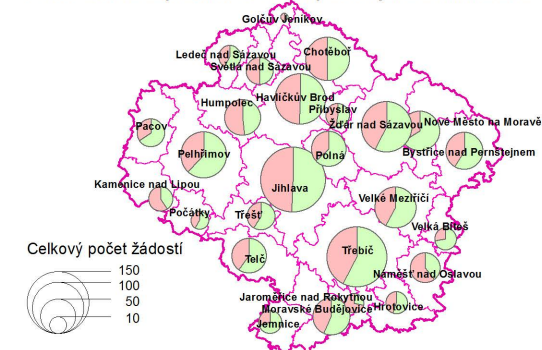 Golčův Jeníkov
Ledeč nad Sázavou
Chotěboř
Světlá nad Sázavou
Havlíčkův Brod
Humpolec
Přibyslav
Pacov
Žďár nad Sázavou
Nové Město na Moravě
Pelhřimov
Polná
Bystřice nad Pernštejnem
Kamenice nad Lipou
Jihlava
Velké Meziříčí
Počátky
Třešť
Velká Bíteš
Celkový počet žádostí
Telč
Třebíč
Náměšť nad Oslavou
150
100
50
10
Jaroměřice nad Rokytnou
Moravské Budějovice
Hrotovice
Jemnice